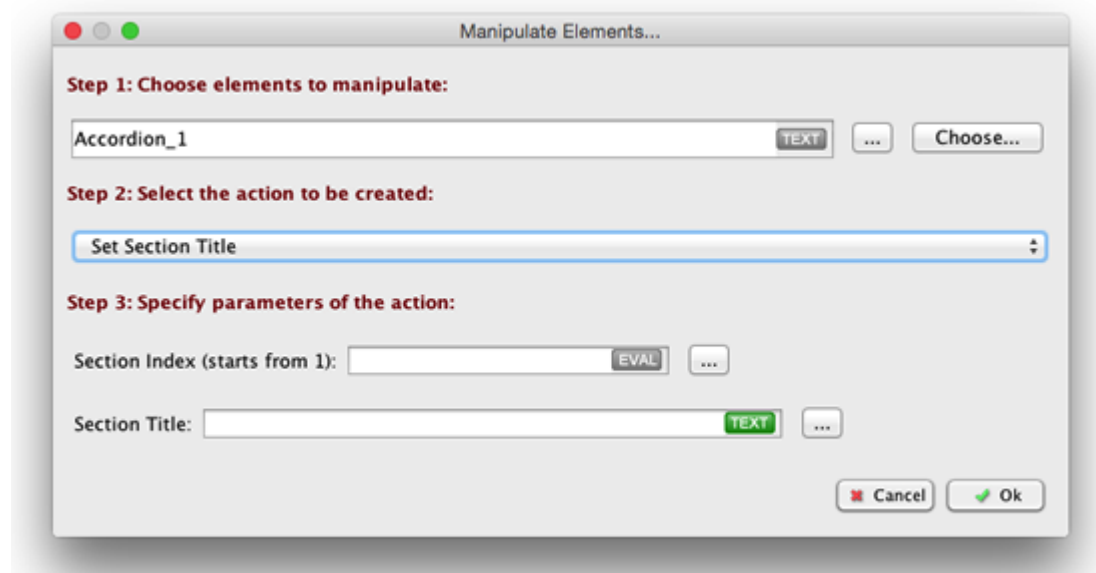 Manipulate Elements...
Step 1: Choose elements to manipulate:
Accordion_1 TEXT ... Choose...
Step 2: Select the action to be created:
Set Section Title
Step 3: Specify parameters of the action:
Section Index (starts from 1): EVAL ...
Section Title: TEXT ...
Cancel Ok